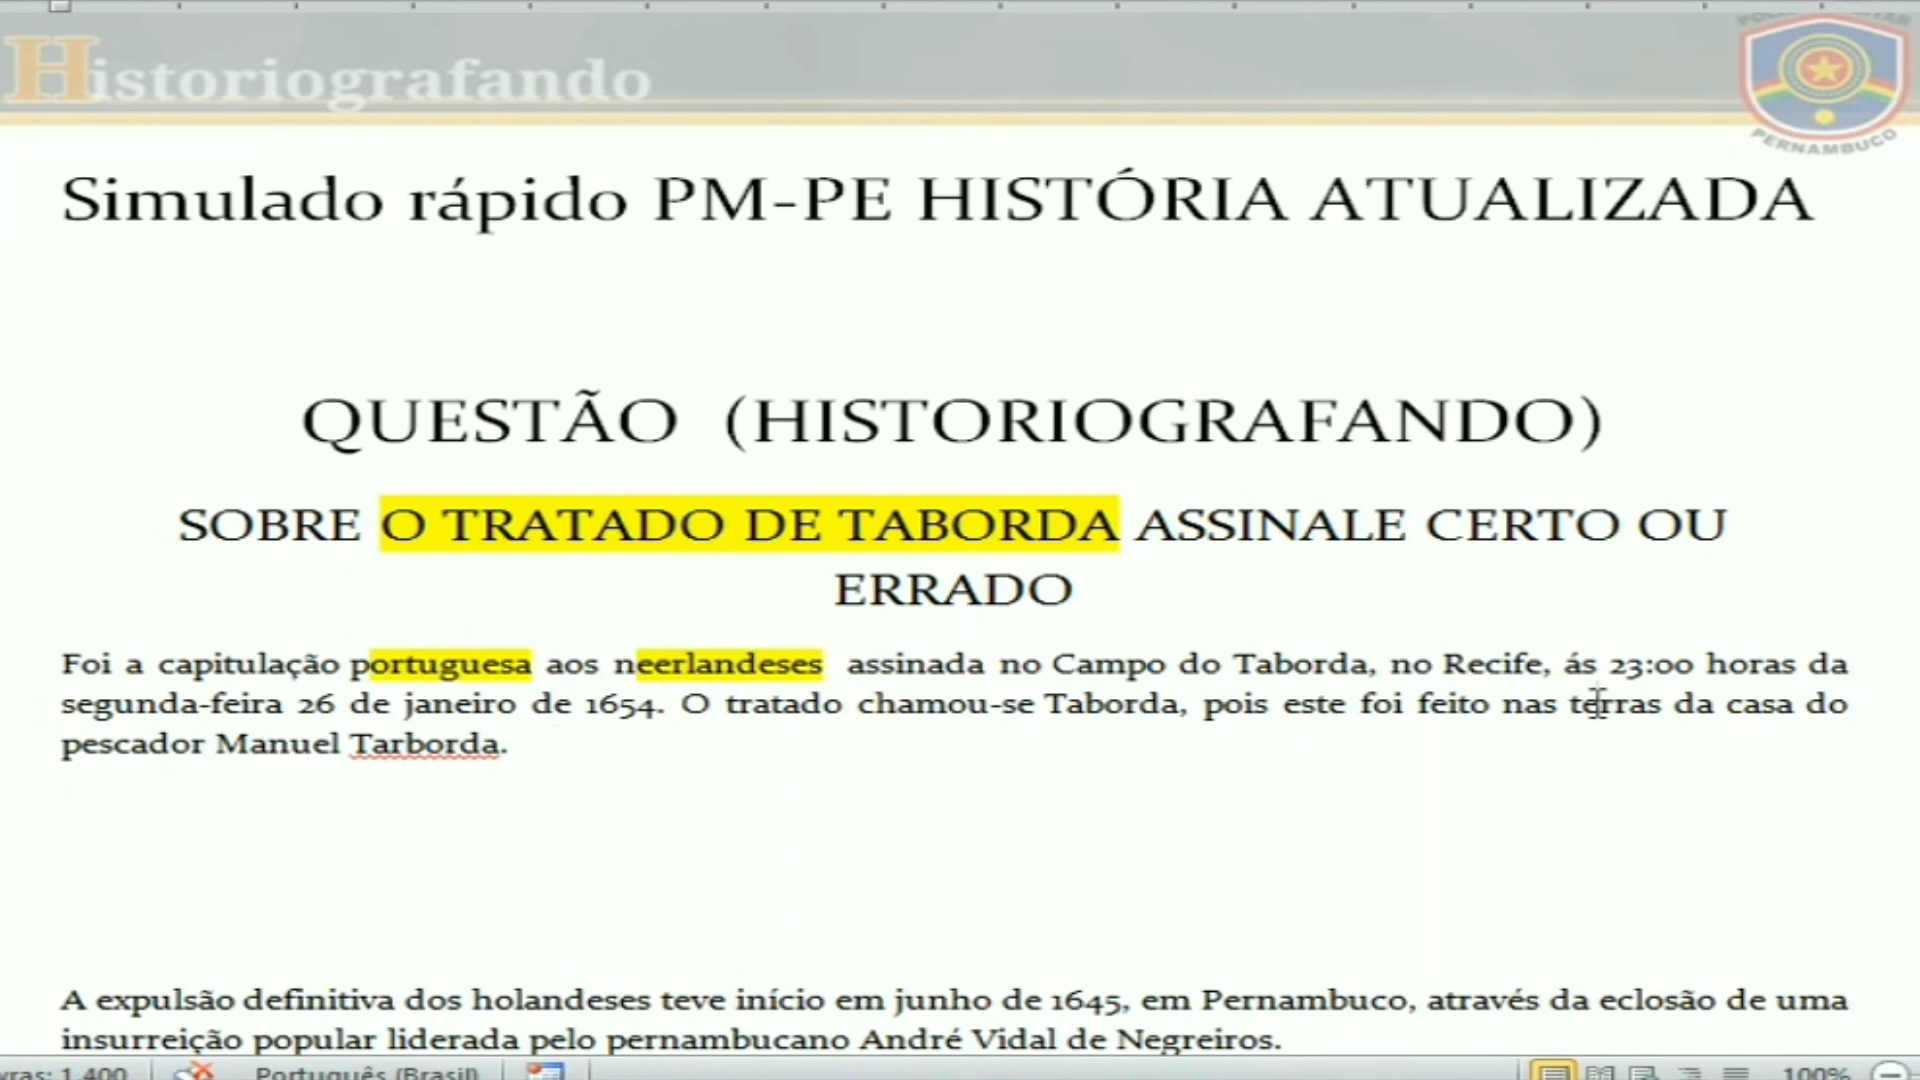 Historiografando
PERNAMBUCO
Simulado rápido PM-PE HISTÓRIA ATUALIZADA
QUESTÃO (HISTORIOGRAFANDO)
SOBRE O TRATADO DE TABORDA ASSINALE CERTO OU
ERRADO
Foi a capitulação portuguesa aos neerlandeses assinada no Campo do Taborda, no Recife, ás 23:00 horas da
segunda-feira 26 de janeiro de 1654. O tratado chamou-se Taborda, pois este foi feito nas terras da casa do
pescador Manuel Tarborda.
A expulsão definitiva dos holandeses teve início em junho de 1645, em Pernambuco, através da eclosão de uma
insurreição popular liderada pelo pernambucano André Vidal de Negreiros.
vras: 1.400 Português (Brasil) 100%